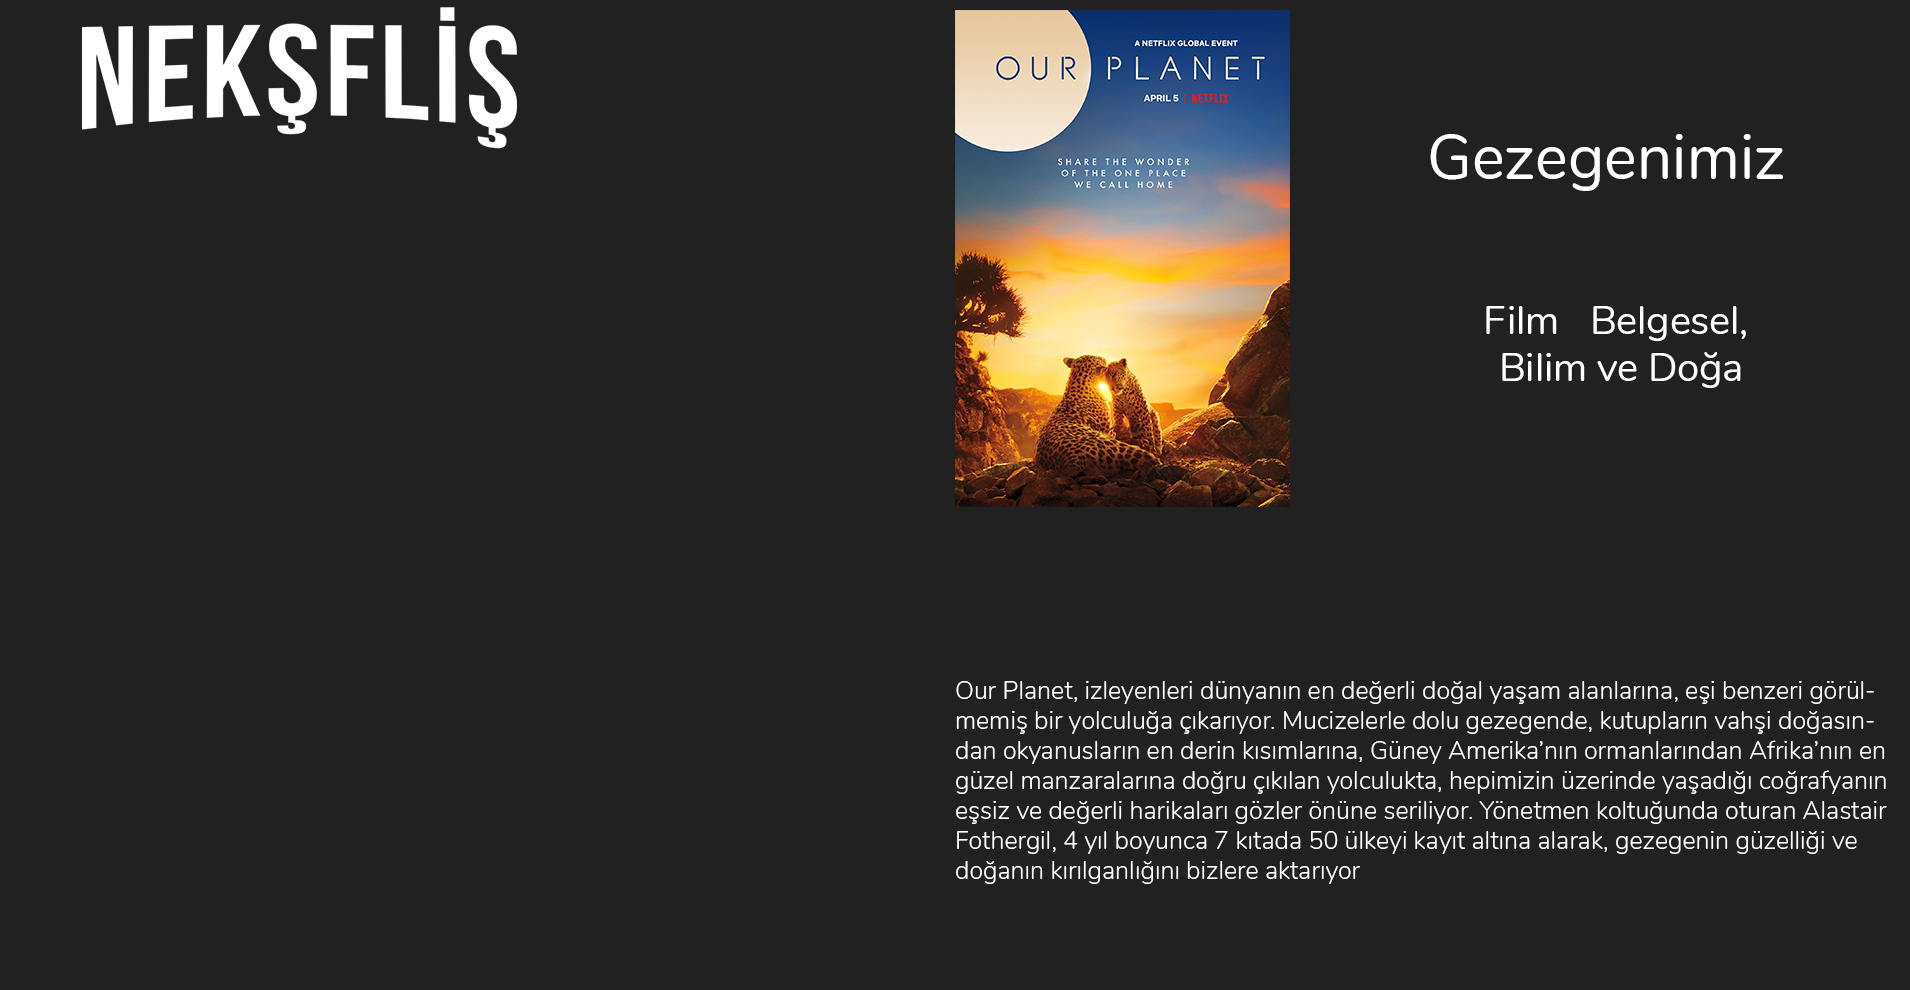 NEKŞFLİŞ
A NETFLIX GLOBAL EVENT
OUR PLANET
APRIL 5 | NETFLIX
SHARE THE WONDER
OF THE ONE PLACE
WE CALL HOME
Gezegenimiz
Film Belgesel,
Bilim ve Doğa
Our Planet, izleyenleri dünyanın en değerli doğal yaşam alanlarına, eşi benzeri görül-
memiş bir yolculuğa çıkarıyor. Mucizelerle dolu gezegende, kutupların vahşi doğasın-
dan okyanusların en derin kısımlarına, Güney Amerika’nın ormanlarından Afrika’nın en
güzel manzaralarına doğru çıkılan yolculukta, hepimizin üzerinde yaşadığı coğrafyanın
eşsiz ve değerli harikaları gözler önüne seriliyor. Yönetmen koltuğunda oturan Alastair
Fothergil, 4 yıl boyunca 7 kıtada 50 ülkeyi kayıt altına alarak, gezegenin güzelliği ve
doğanın kırılganlığını bizlere aktarıyor